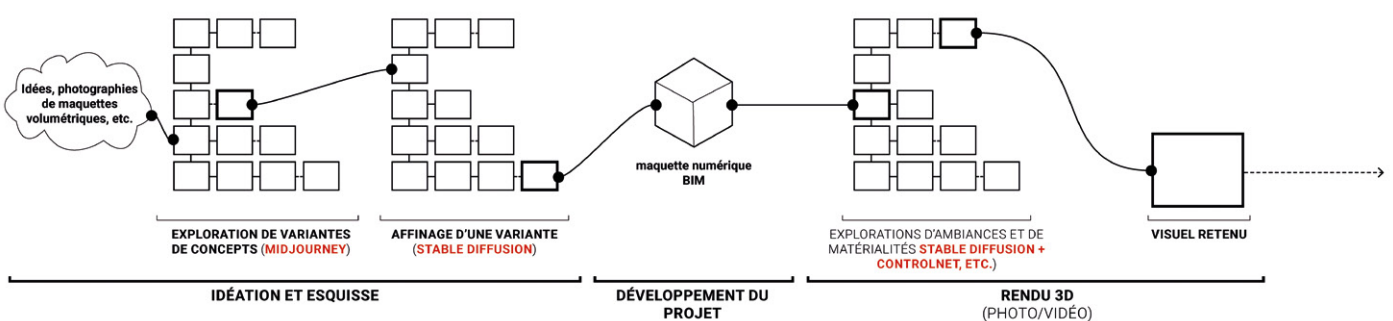 Idées, photographies
de maquettes
volumétriques, etc.
EXPLORATION DE VARIANTES
DE CONCEPTS (MIDJOURNEY)
AFFINAGE D'UNE VARIANTE
(STABLE DIFFUSION)
maquette numérique
BIM
EXPLORATIONS D'AMBIANCES ET DE
MATÉRIALITÉS STABLE DIFFUSION +
CONTROLNET, ETC.)
VISUEL RETENU
IDÉATION ET ESQUISSE
DÉVELOPPEMENT DU
PROJET
RENDU 3D
(PHOTO/VIDÉO)